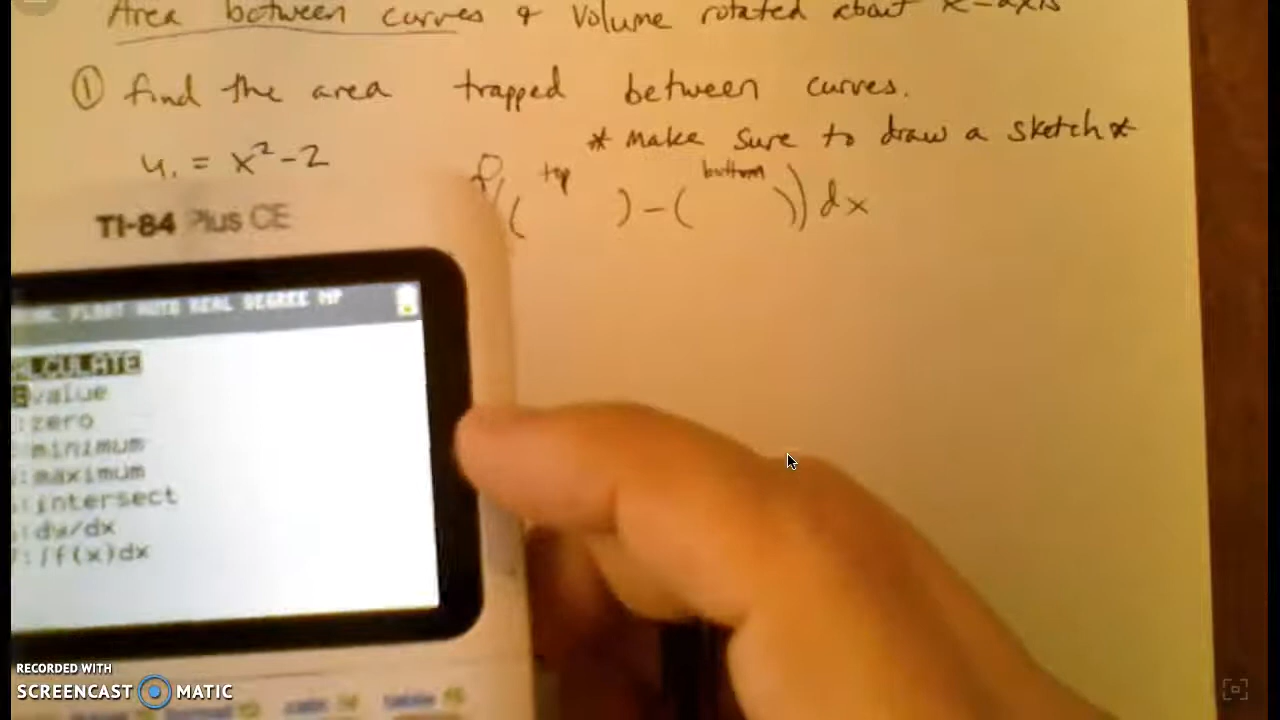 Area between curves & Volume rotated about x-axis
① find the area trapped between curves.
* make sure to draw a sketch *
y₁ = x²-2
top bottom
∫(( ) - ( )) dx
TI-84 Plus CE
FLOAT AUTO REAL DEGREE MP
ALCULATE
value
:zero
:minimum
:maximum
:intersect
:dy/dx
:∫f(x)dx
RECORDED WITH
SCREENCAST MATIC